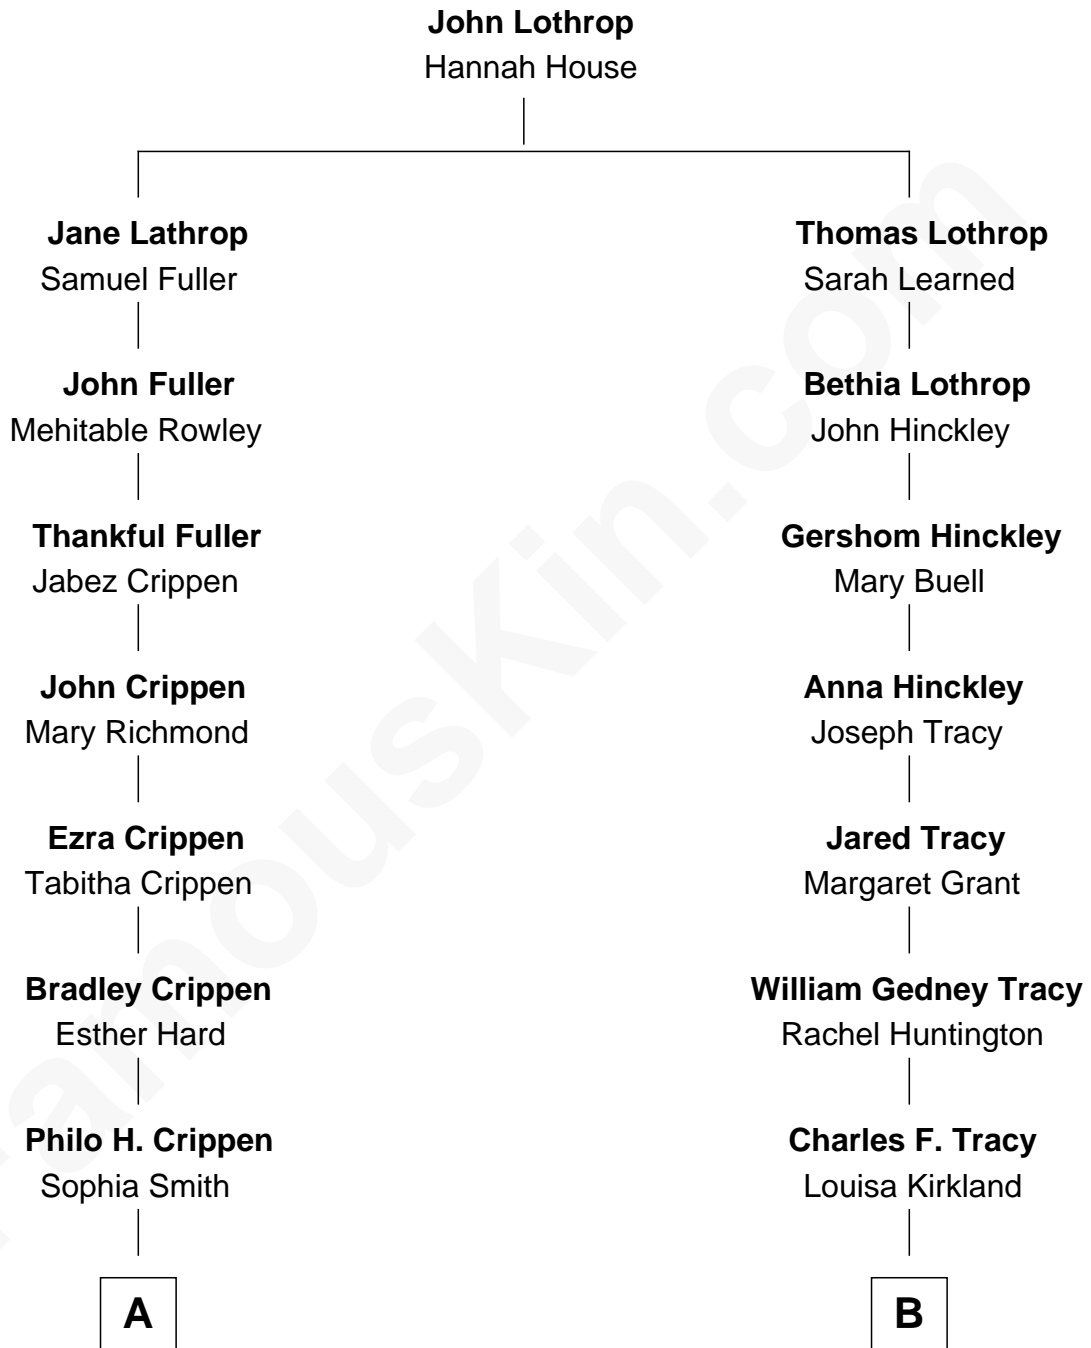 John Lothrop
Hannah House
Jane Lathrop
Samuel Fuller
Thomas Lothrop
Sarah Learned
John Fuller
Mehitable Rowley
Bethia Lothrop
John Hinckley
Thankful Fuller
Jabez Crippen
Gershom Hinckley
Mary Buell
John Crippen
Mary Richmond
Anna Hinckley
Joseph Tracy
Ezra Crippen
Tabitha Crippen
Jared Tracy
Margaret Grant
Bradley Crippen
Esther Hard
William Gedney Tracy
Rachel Huntington
Philo H. Crippen
Sophia Smith
Charles F. Tracy
Louisa Kirkland
A
B
FamousKin.com